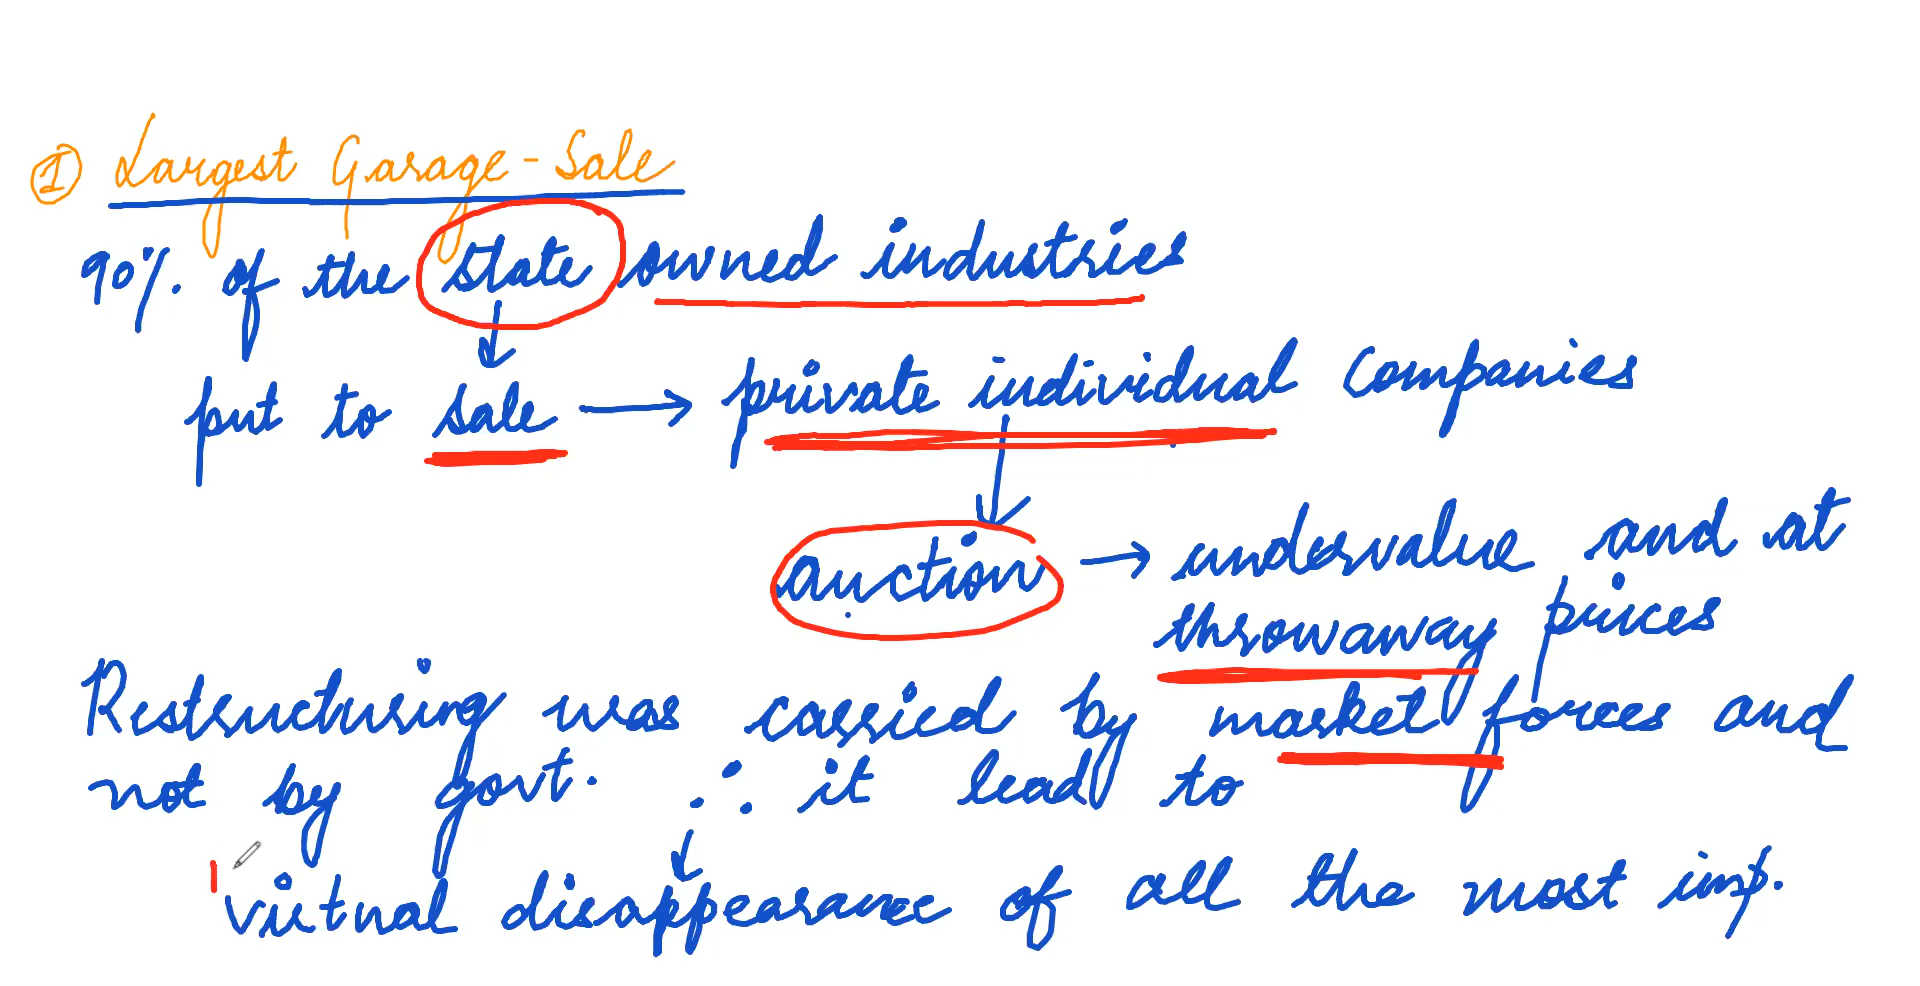 ① Largest Garage-Sale
90% of the state owned industries
put to sale → private individual companies
auction → undervalue and at
throwaway prices
Restructuring was carried by market forces and
not by govt. ∴ it lead to
virtual disappearance of all the most imp.